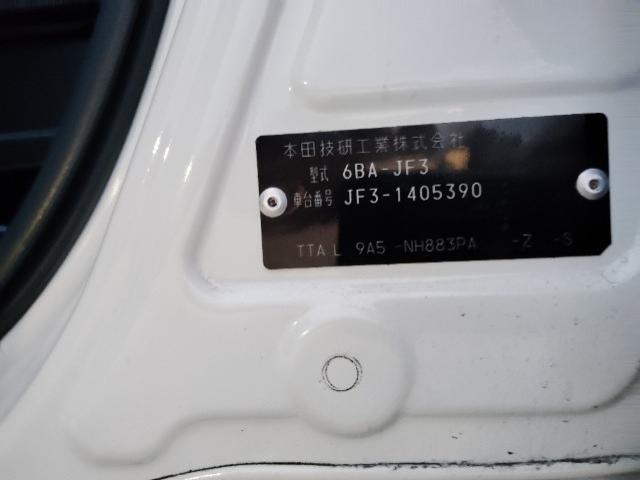 本田技研工業株式会社
型式 6BA-JF3
車台番号 JF3-1405390
TTA L 9A5 -NH883PA -Z -S